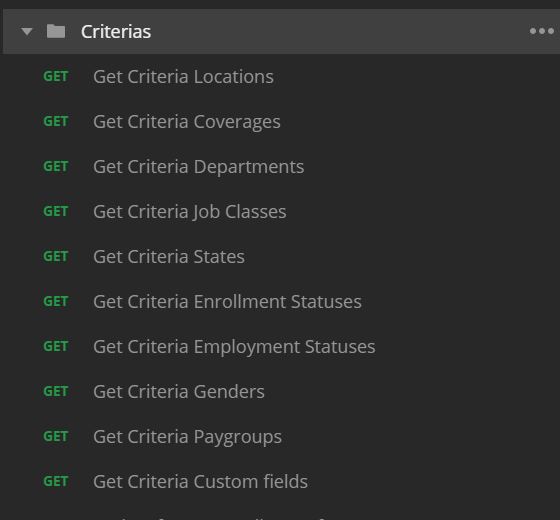 Criterias
GET Get Criteria Locations
GET Get Criteria Coverages
GET Get Criteria Departments
GET Get Criteria Job Classes
GET Get Criteria States
GET Get Criteria Enrollment Statuses
GET Get Criteria Employment Statuses
GET Get Criteria Genders
GET Get Criteria Paygroups
GET Get Criteria Custom fields